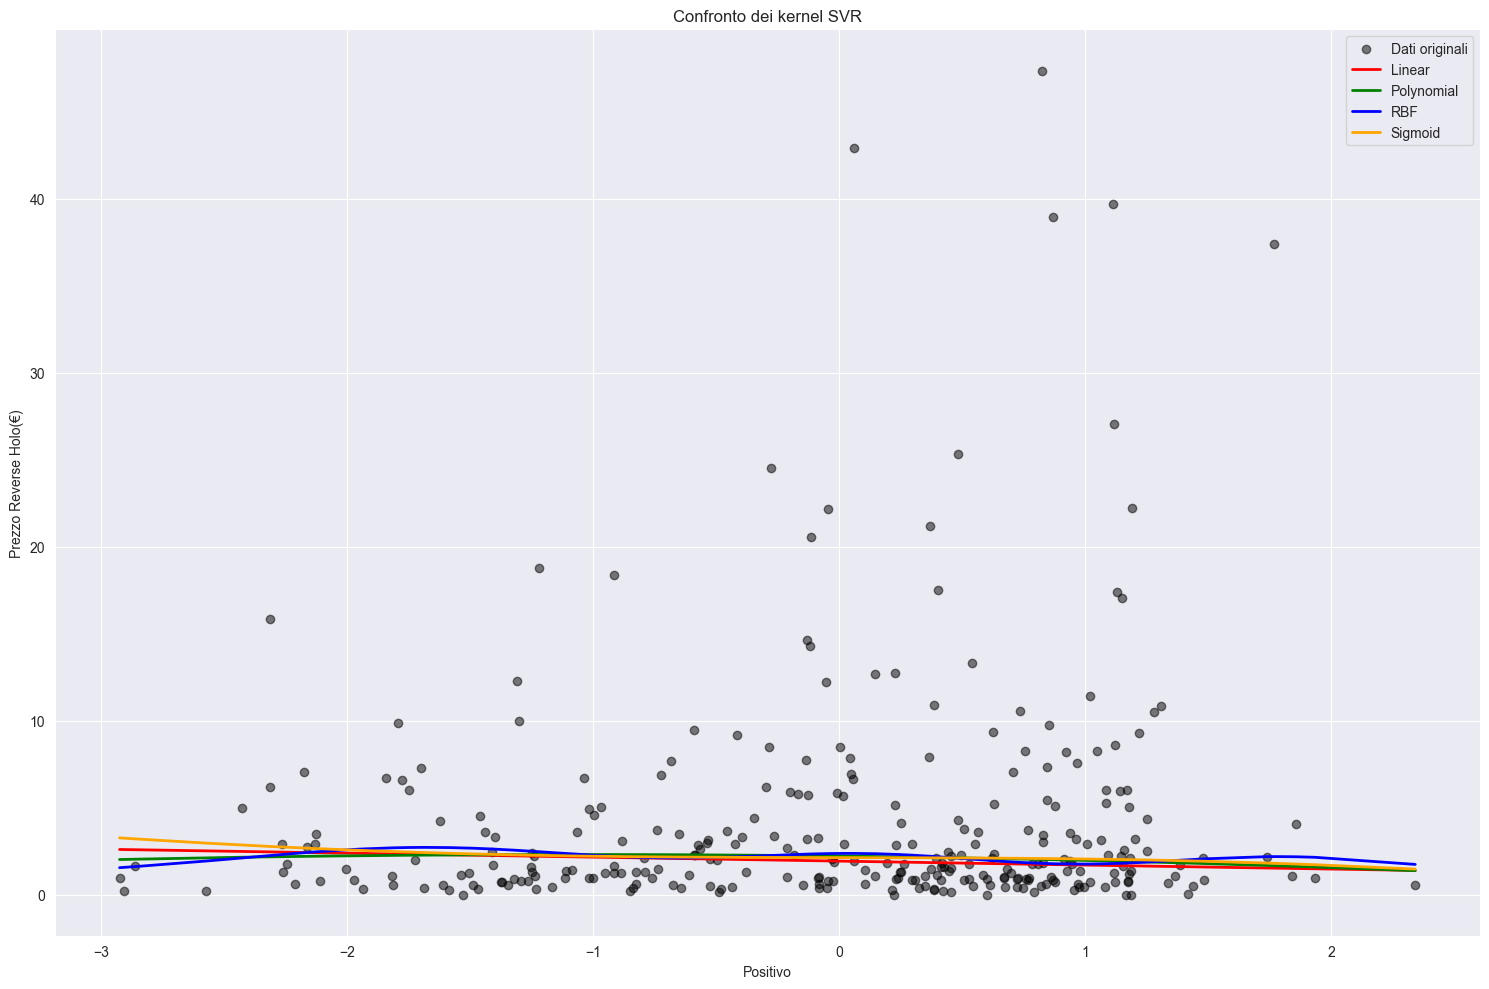 Confronto dei kernel SVR
Dati originali
Linear
Polynomial
RBF
Sigmoid
Prezzo Reverse Holo(€)
40
30
20
10
0
−3
−2
−1
0
1
2
Positivo